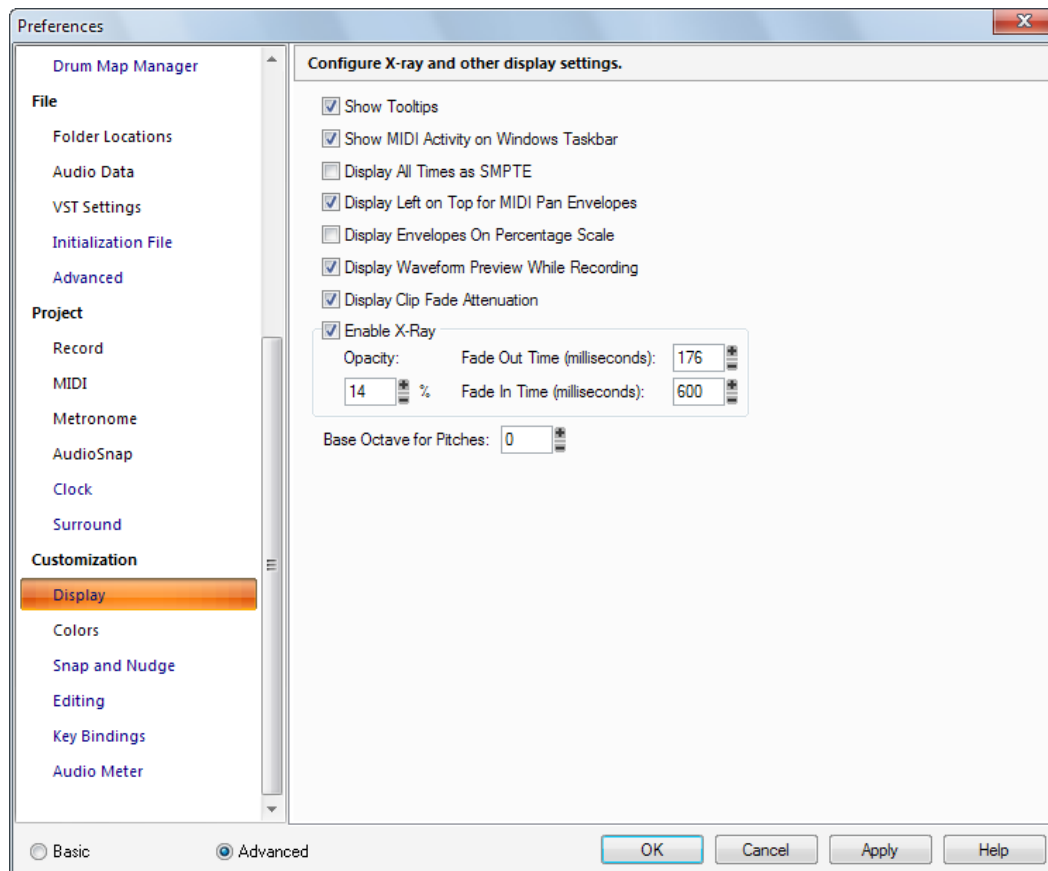 Preferences
Drum Map Manager
File
Folder Locations
Audio Data
VST Settings
Initialization File
Advanced
Project
Record
MIDI
Metronome
AudioSnap
Clock
Surround
Customization
Display
Colors
Snap and Nudge
Editing
Key Bindings
Audio Meter
Basic
Advanced
Configure X-ray and other display settings.
Show Tooltips
Show MIDI Activity on Windows Taskbar
Display All Times as SMPTE
Display Left on Top for MIDI Pan Envelopes
Display Envelopes On Percentage Scale
Display Waveform Preview While Recording
Display Clip Fade Attenuation
Enable X-Ray
Opacity: Fade Out Time (milliseconds): 176
14 % Fade In Time (milliseconds): 600
Base Octave for Pitches: 0
OK Cancel Apply Help